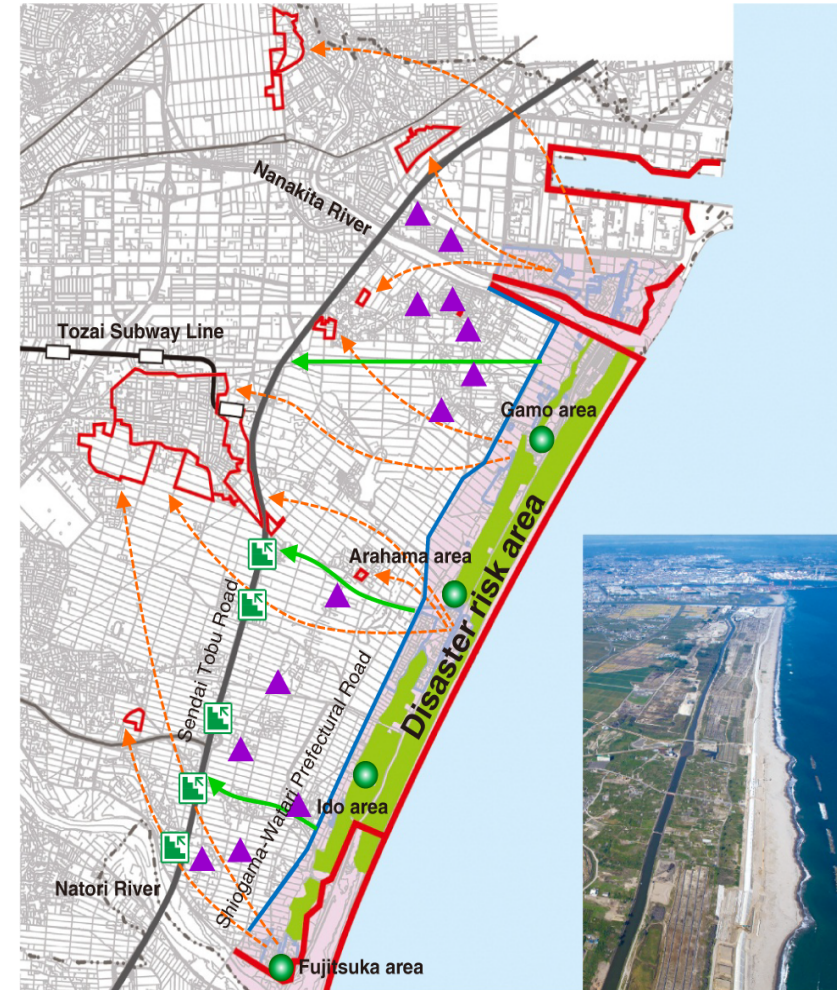 Nanakita River
Tozai Subway Line
Gamo area
Arahama area
Disaster risk area
Sendai Tobu Road
Shiogama-Watari Prefectural Road
Ido area
Natori River
Fujitsuka area